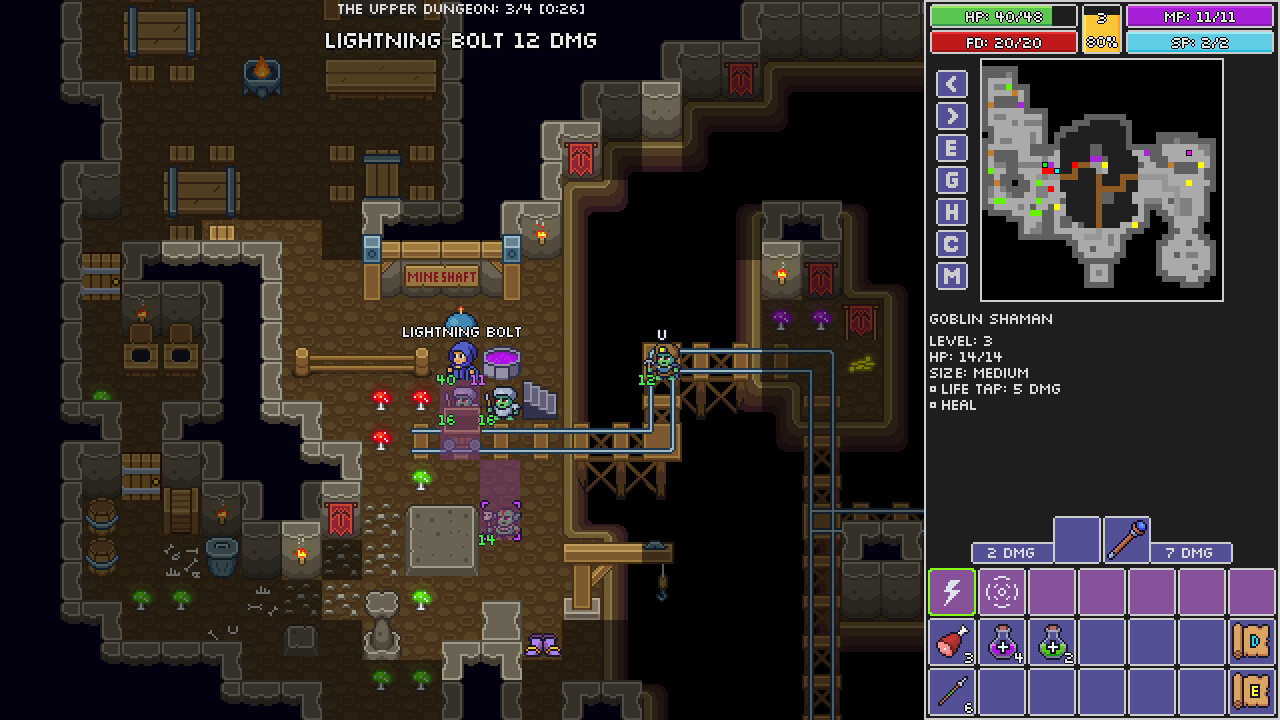 THE UPPER DUNGEON: 3/4 [0:26]
LIGHTNING BOLT 12 DMG
HP: 40/48
3
80%
MP: 11/11
FD: 20/20
SP: 2/2
<
>
E
G
H
C
M
MINESHAFT
LIGHTNING BOLT
U
40 11
12
16 16
14
GOBLIN SHAMAN
LEVEL: 3
HP: 14/14
SIZE: MEDIUM
LIFE TAP: 5 DMG
HEAL
2 DMG
7 DMG
3
4
2
D
6
E